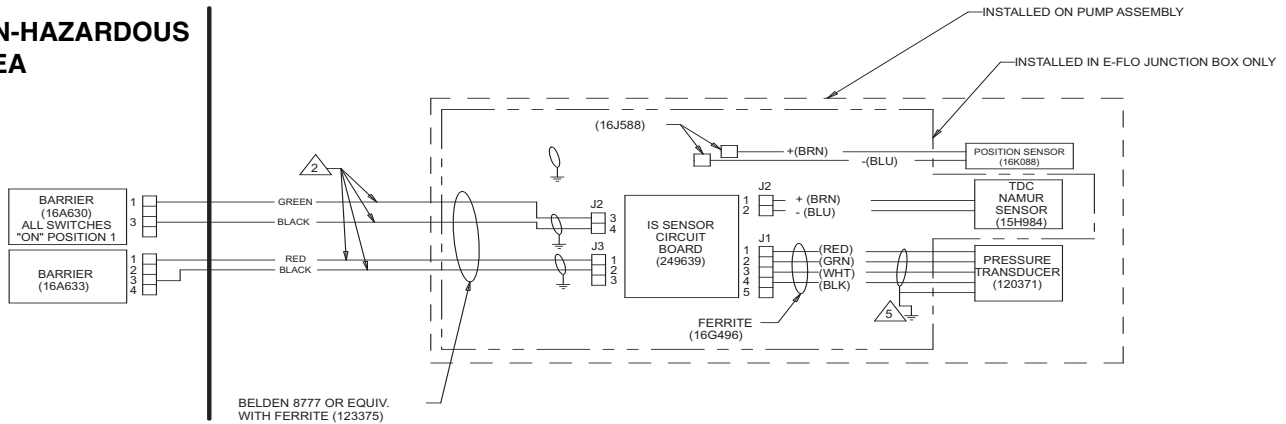 N-HAZARDOUS
EA
INSTALLED ON PUMP ASSEMBLY
INSTALLED IN E-FLO JUNCTION BOX ONLY
(16J588)
+(BRN)
-(BLU)
POSITION SENSOR
(16K088)
2
BARRIER
(16A630)
ALL SWITCHES
"ON" POSITION 1
1
3
GREEN
BLACK
J2
3
4
IS SENSOR
CIRCUIT
BOARD
(249639)
J2
1
2
+ (BRN)
- (BLU)
TDC
NAMUR
SENSOR
(15H984)
BARRIER
(16A633)
1
2
3
4
RED
BLACK
J3
1
2
3
J1
1
2
3
4
5
(RED)
(GRN)
(WHT)
(BLK)
PRESSURE
TRANSDUCER
(120371)
5
FERRITE
(16G496)
BELDEN 8777 OR EQUIV.
WITH FERRITE (123375)